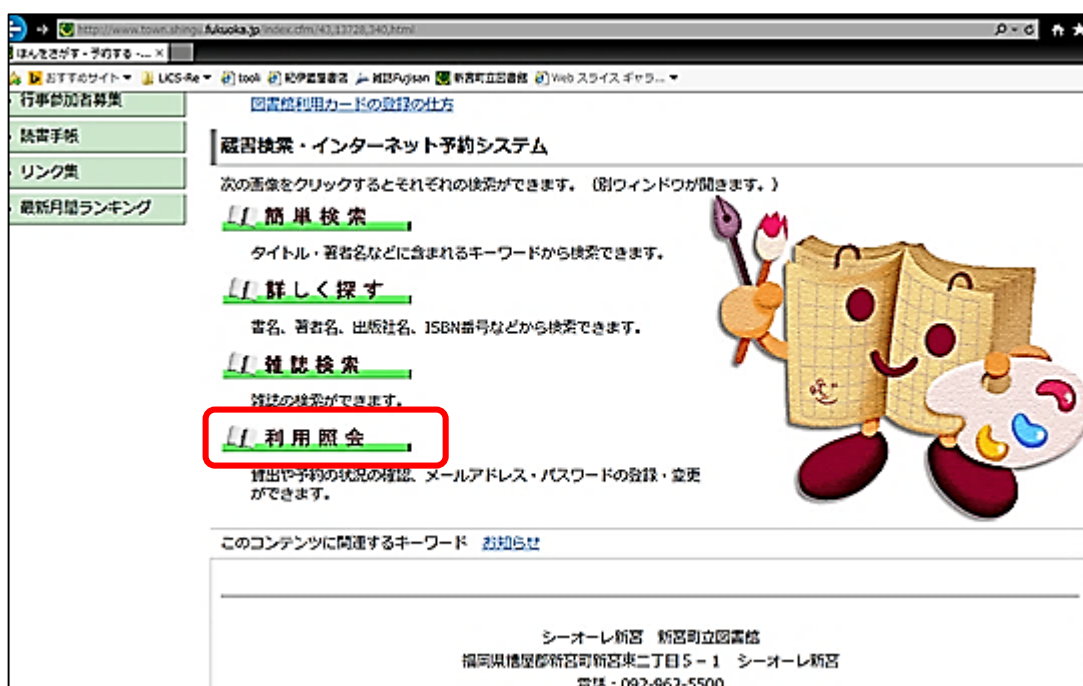 http://www.town.shingu.fukuoka.jp/index.cfm/43,13728,340,html
ほんをさがす・予約する -... ×
おすすめサイト ▼ LiCS-Re ▼ tool 紀伊國屋書店 雑誌Fujisan 新宮町立図書館 Web スライス ギャラ... ▼
行事参加者募集
読書手帳
リンク集
最新月間ランキング
図書館利用カードの登録の仕方
蔵書検索・インターネット予約システム
次の画像をクリックするとそれぞれの検索ができます。（別ウィンドウが開きます。）
簡単検索
タイトル・著者名などに含まれるキーワードから検索できます。
詳しく探す
書名、著者名、出版社名、ISBN番号などから検索できます。
雑誌検索
雑誌の検索ができます。
利用照会
貸出や予約の状況の確認、メールアドレス・パスワードの登録・変更
ができます。
このコンテンツに関連するキーワード お知らせ
シーオーレ新宮 新宮町立図書館
福岡県糟屋郡新宮町新宮東二丁目５－１ シーオーレ新宮
電話：092-963-5500